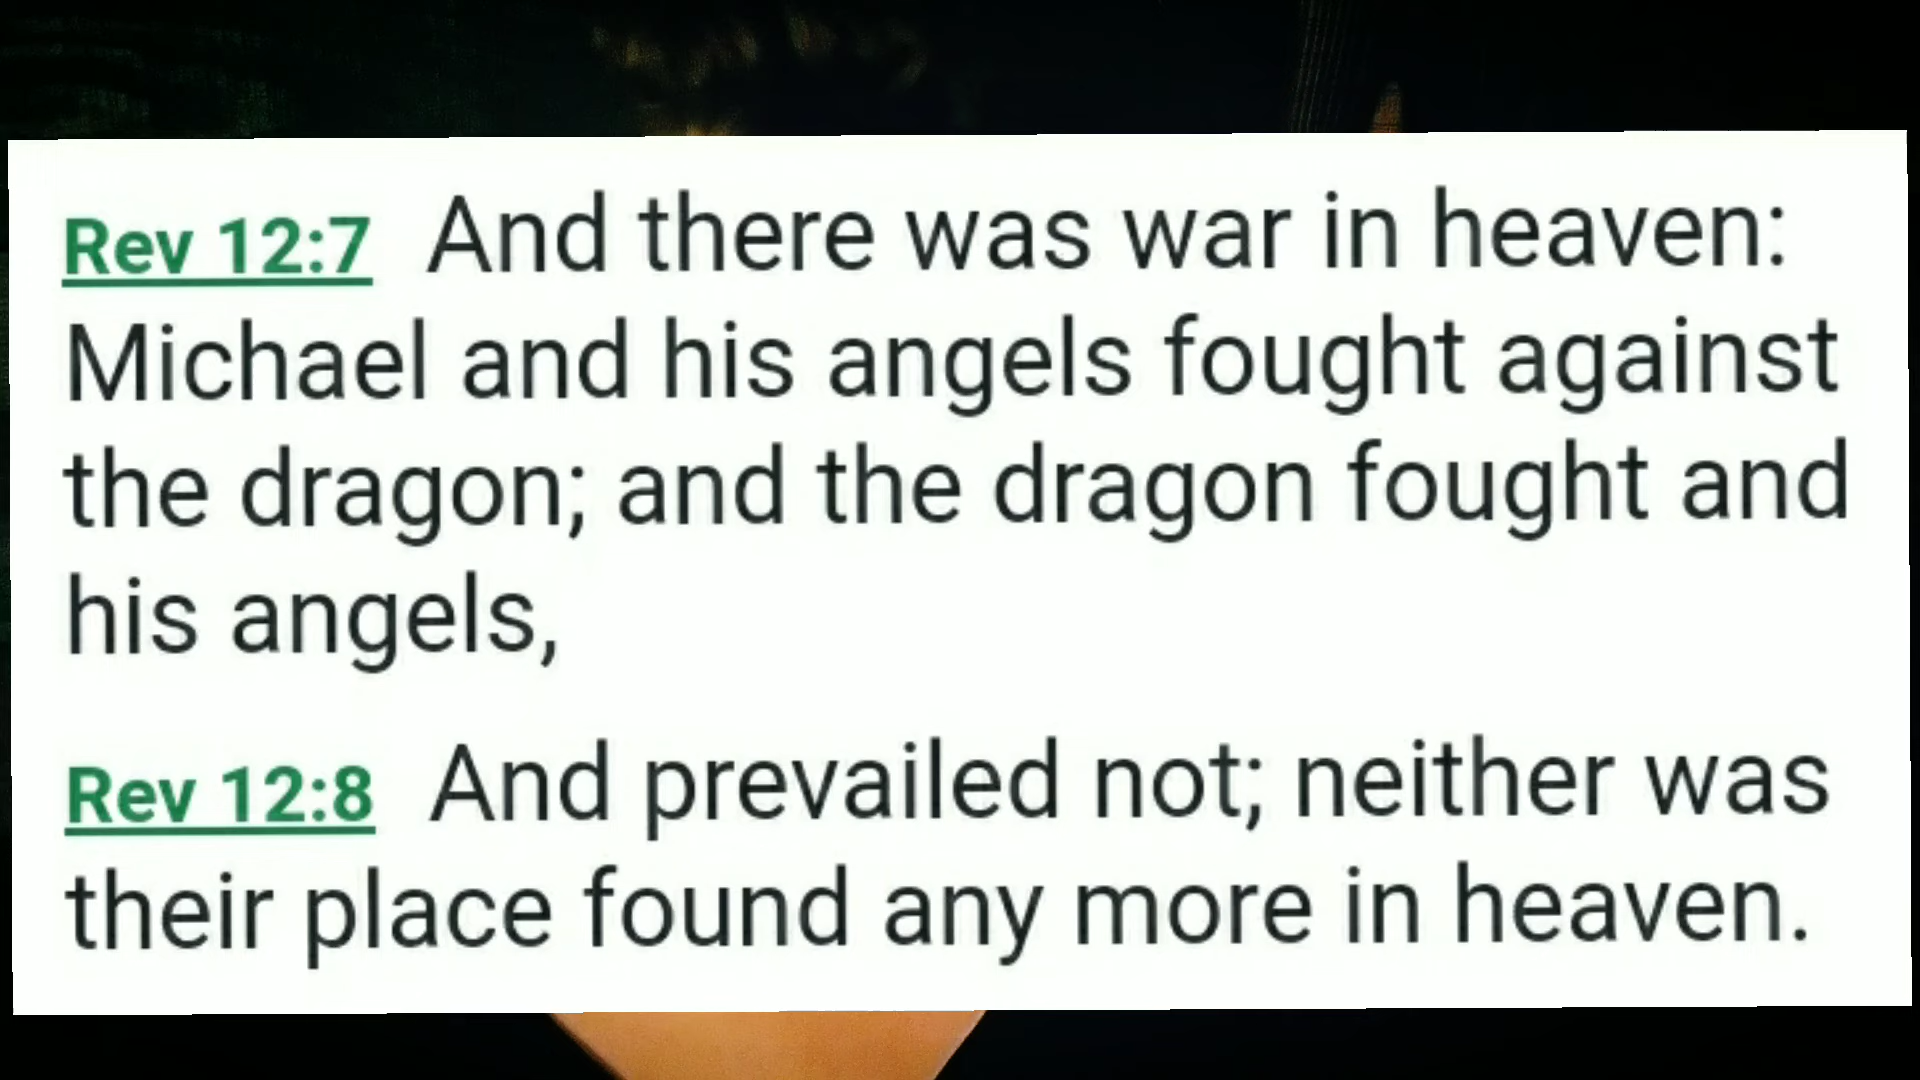 Rev 12:7 And there was war in heaven:
Michael and his angels fought against
the dragon; and the dragon fought and
his angels,
Rev 12:8 And prevailed not; neither was
their place found any more in heaven.